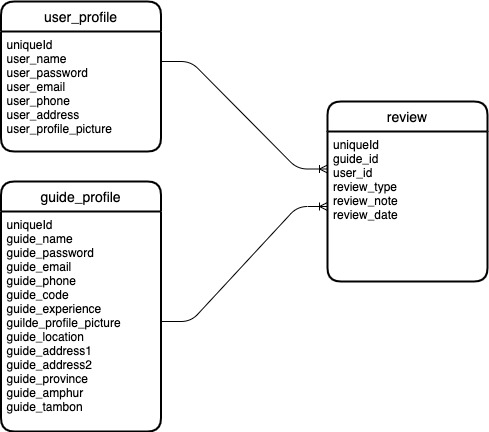 user_profile
uniqueId
user_name
user_password
user_email
user_phone
user_address
user_profile_picture
guide_profile
uniqueId
guide_name
guide_password
guide_email
guide_phone
guide_code
guide_experience
guilde_profile_picture
guide_location
guide_address1
guide_address2
guide_province
guide_amphur
guide_tambon
review
uniqueId
guide_id
user_id
review_type
review_note
review_date